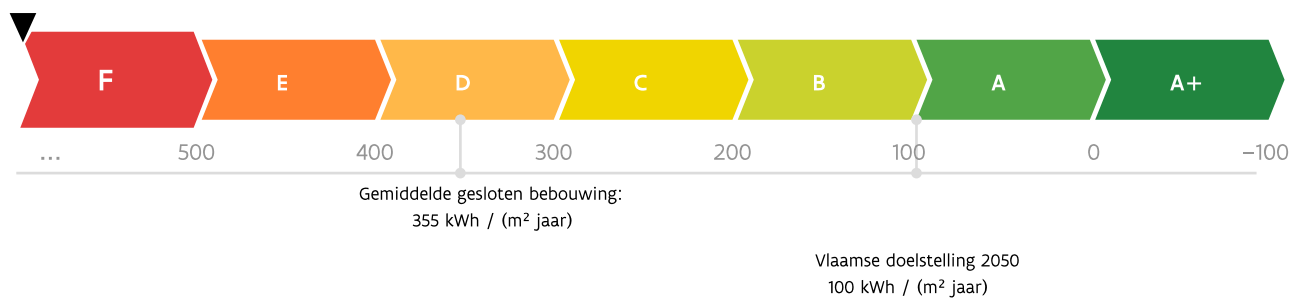 F E D C B A A+
... 500 400 300 200 100 0 –100
Gemiddelde gesloten bebouwing:
355 kWh / (m² jaar)
Vlaamse doelstelling 2050
100 kWh / (m² jaar)